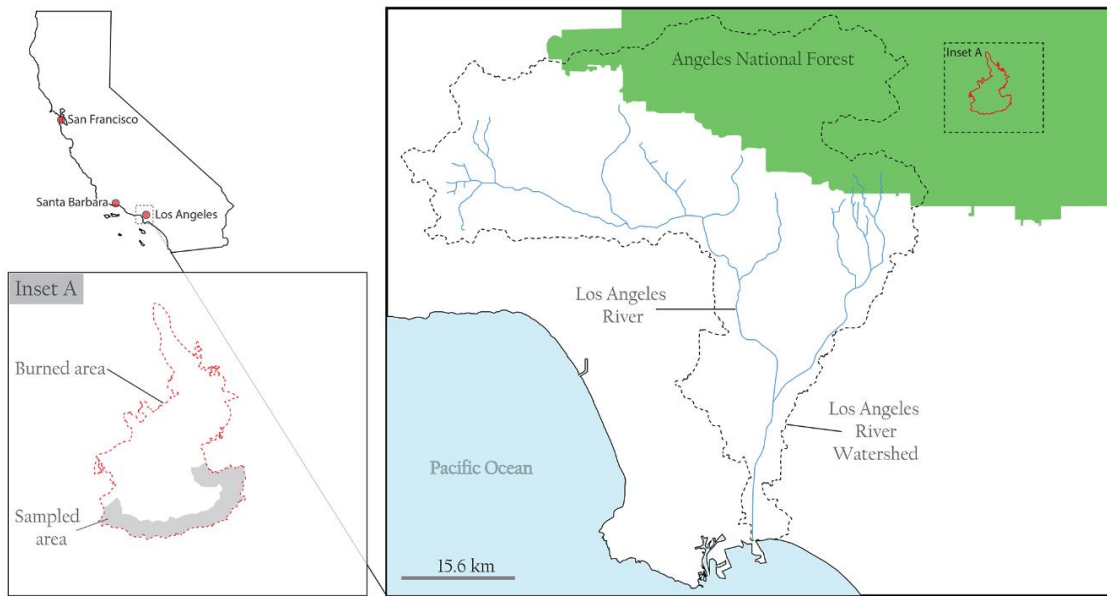 San Francisco
Santa Barbara
Los Angeles
Inset A
Burned area
Sampled
area
Angeles National Forest
Inset A
Los Angeles
River
Los Angeles
River
Watershed
Pacific Ocean
15.6 km